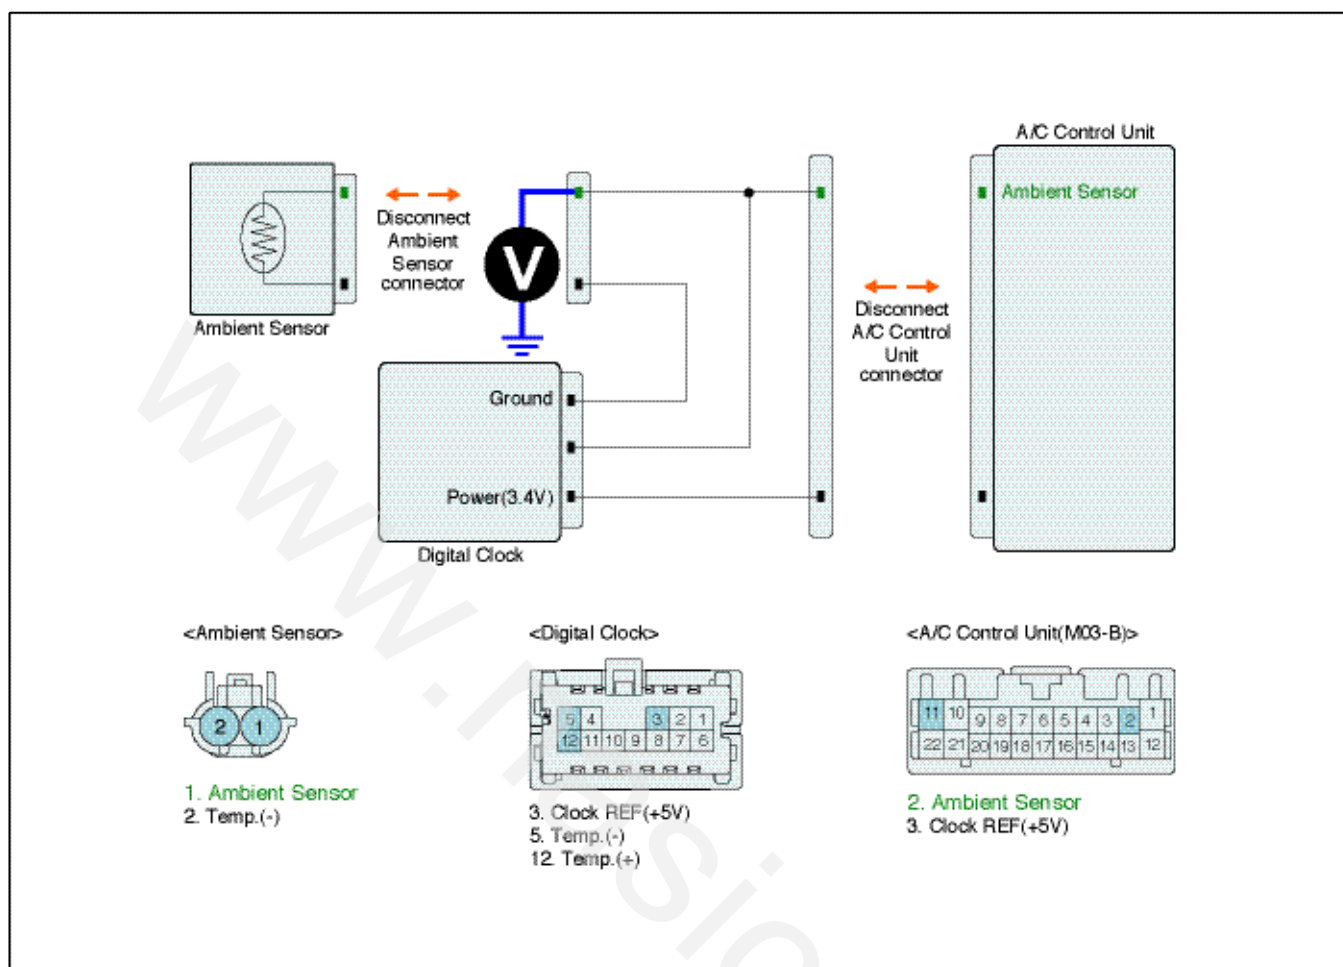 A/C Control Unit
Ambient Sensor
Disconnect
Ambient
Sensor
connector
V
Ambient Sensor
Disconnect
A/C Control
Unit
connector
Ground
Power(3.4V)
Digital Clock
<Ambient Sensor>
<Digital Clock>
<A/C Control Unit(M03-B)>
2 1
5 4 3 2 1
12 11 10 9 8 7 6
11 10 9 8 7 6 5 4 3 2 1
22 21 20 19 18 17 16 15 14 13 12
1. Ambient Sensor
2. Temp.(-)
3. Clock REF(+5V)
5. Temp.(-)
12. Temp.(+)
2. Ambient Sensor
3. Clock REF(+5V)